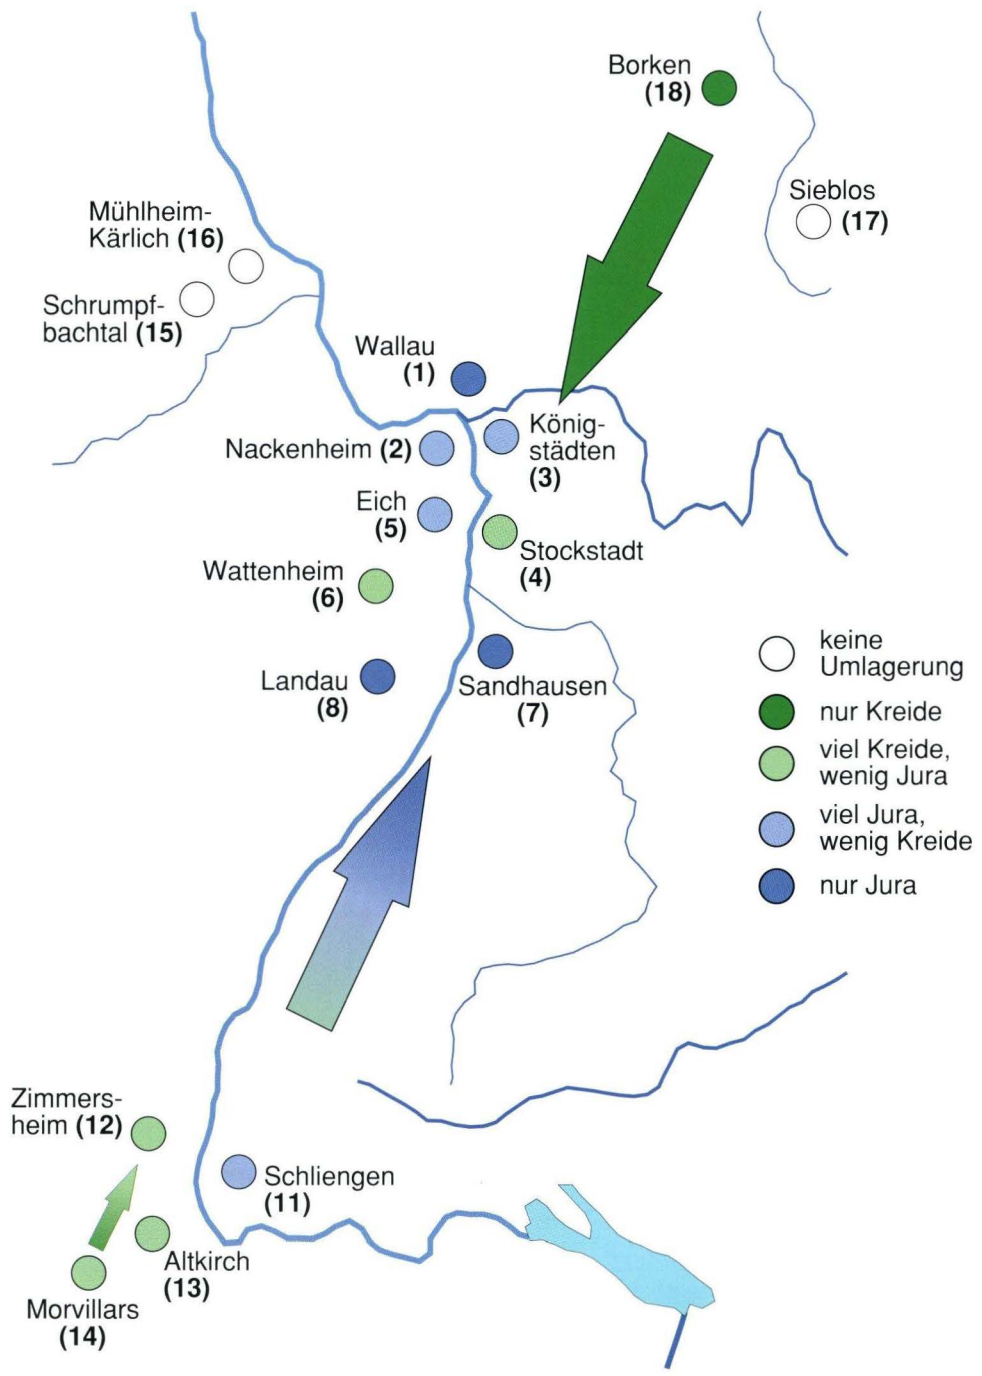 Borken
(18)
Sieblos
(17)
Mühlheim-
Kärlich (16)
Schrumpf-
bachtal (15)
Wallau
(1)
König-
städten
(3)
Nackenheim (2)
Eich
(5)
Stockstadt
(4)
Wattenheim
(6)
Landau
(8)
Sandhausen
(7)
keine
Umlagerung
nur Kreide
viel Kreide,
wenig Jura
viel Jura,
wenig Kreide
nur Jura
Zimmers-
heim (12)
Schliengen
(11)
Altkirch
(13)
Morvillars
(14)